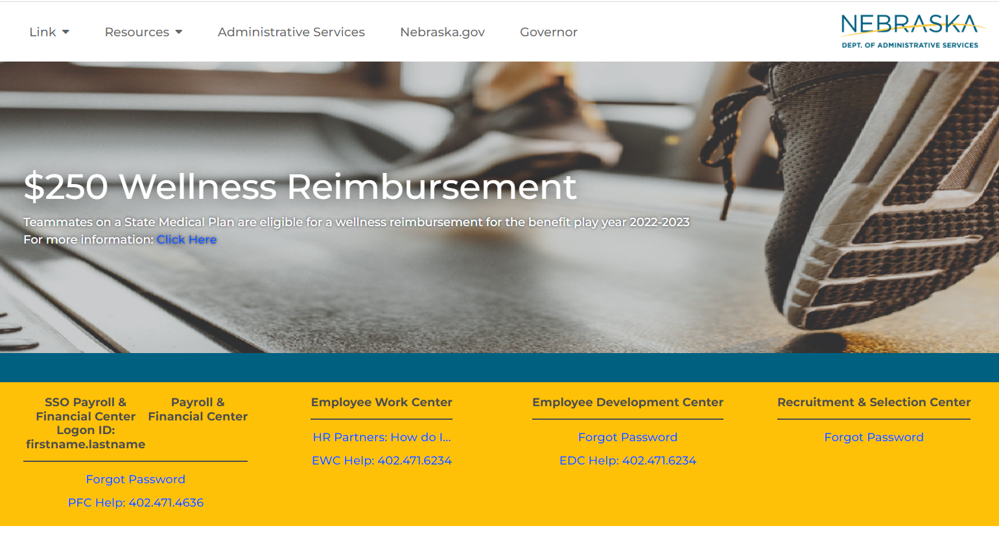 Link
Resources
Administrative Services
Nebraska.gov
Governor
NEBRASKA
DEPT. OF ADMINISTRATIVE SERVICES
$250 Wellness Reimbursement
Teammates on a State Medical Plan are eligible for a wellness reimbursement for the benefit play year 2022-2023
For more information: Click Here
SSO Payroll &
Financial Center
Logon ID:
firstname.lastname
Payroll &
Financial Center
Forgot Password
PFC Help: 402.471.4636
Employee Work Center
HR Partners: How do I...
EWC Help: 402.471.6234
Employee Development Center
Forgot Password
EDC Help: 402.471.6234
Recruitment & Selection Center
Forgot Password